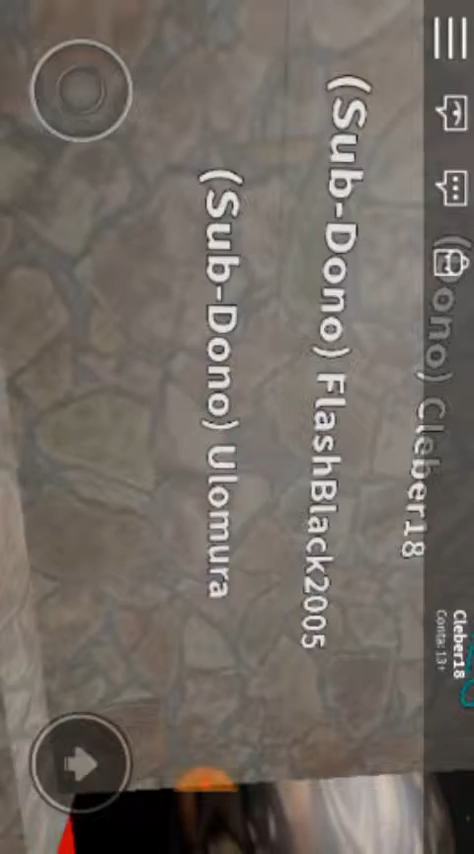 (Dono) Cleber18
(Sub-Dono) FlashBlack2005
(Sub-Dono) Ulomura
Cleber18
Conta: 13+